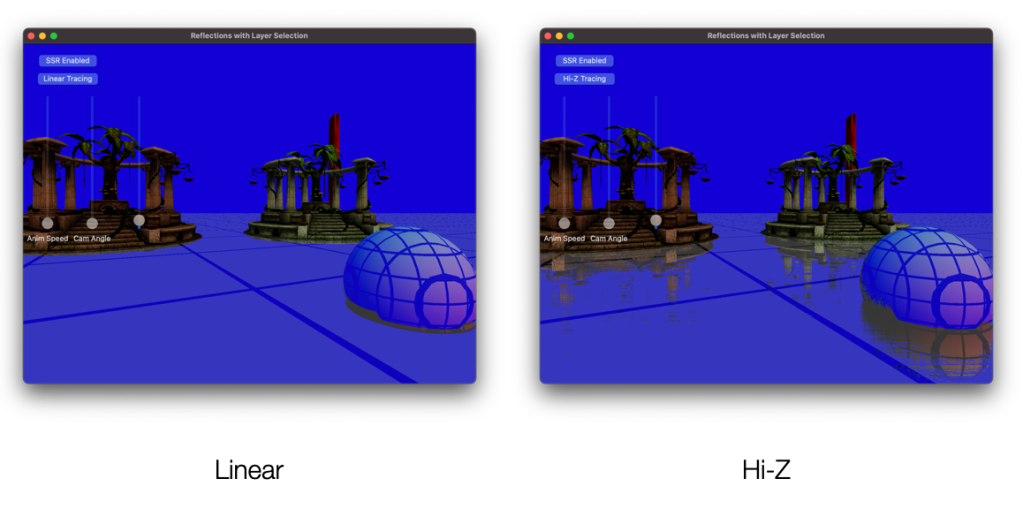 Reflections with Layer Selection
SSR Enabled
Linear Tracing
Anim Speed Cam Angle
Reflections with Layer Selection
SSR Enabled
Hi-Z Tracing
Anim Speed Cam Angle
Linear
Hi-Z